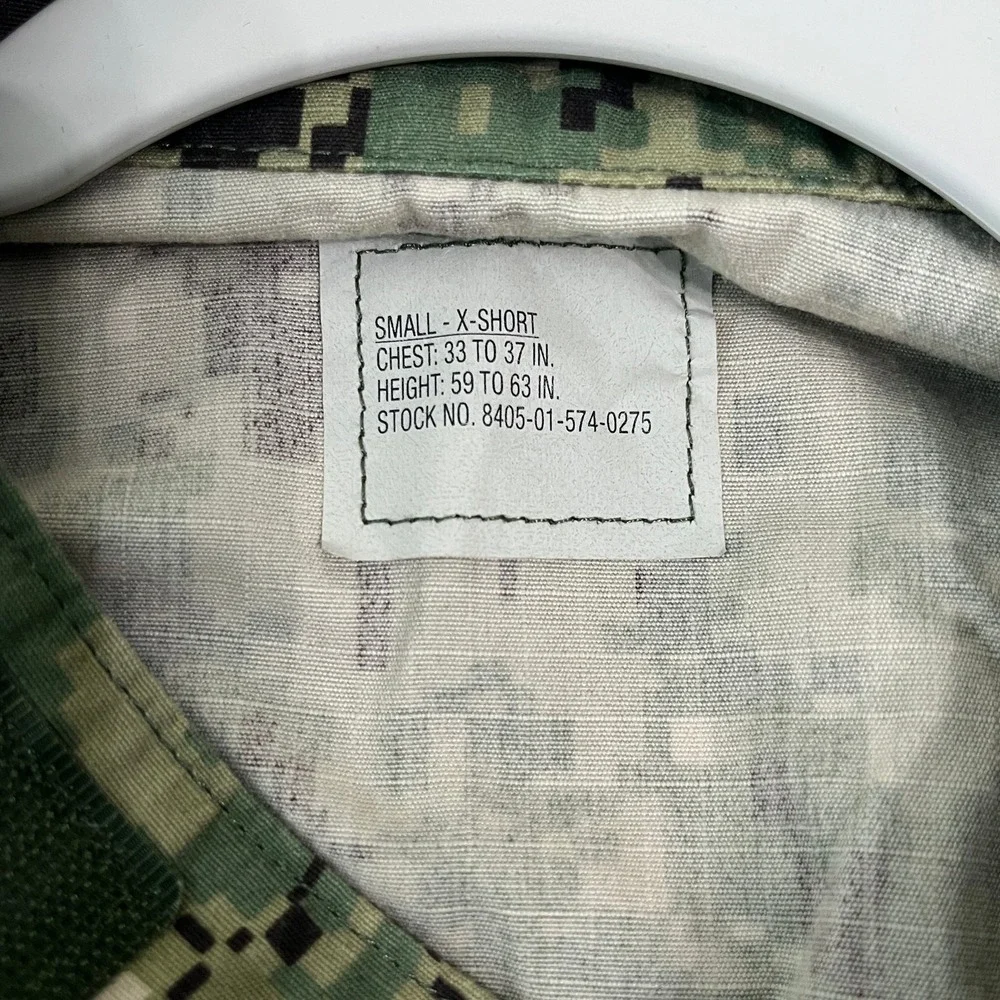 SMALL - X-SHORT
CHEST: 33 TO 37 IN.
HEIGHT: 59 TO 63 IN.
STOCK NO. 8405-01-574-0275